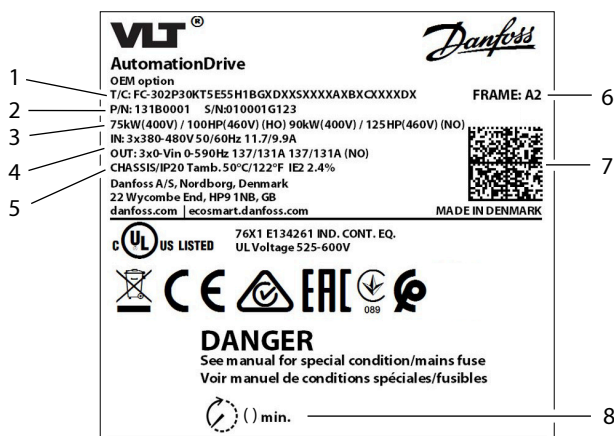 VLT®
Danfoss
AutomationDrive
OEM option
1
T/C: FC-302P30KT5E55H1BGXDXXSXXXXAXBXCXXXXDX
FRAME: A2
6
2
P/N: 131B0001 S/N:010001G123
3
75kW(400V) / 100HP(460V) (HO) 90kW(400V) / 125HP(460V) (NO)
IN: 3x380-480V 50/60Hz 11.7/9.9A
4
OUT: 3x0-Vin 0-590Hz 137/131A 137/131A (NO)
7
5
CHASSIS/IP20 Tamb. 50°C/122°F IE2 2.4%
Danfoss A/S, Nordborg, Denmark
22 Wycombe End, HP9 1NB, GB
danfoss.com | ecosmart.danfoss.com
MADE IN DENMARK
c UL US LISTED
76X1 E134261 IND. CONT. EQ.
UL Voltage 525-600V
CE
EAC
089
DANGER
See manual for special condition/mains fuse
Voir manuel de conditions spéciales/fusibles
( ) min.
8